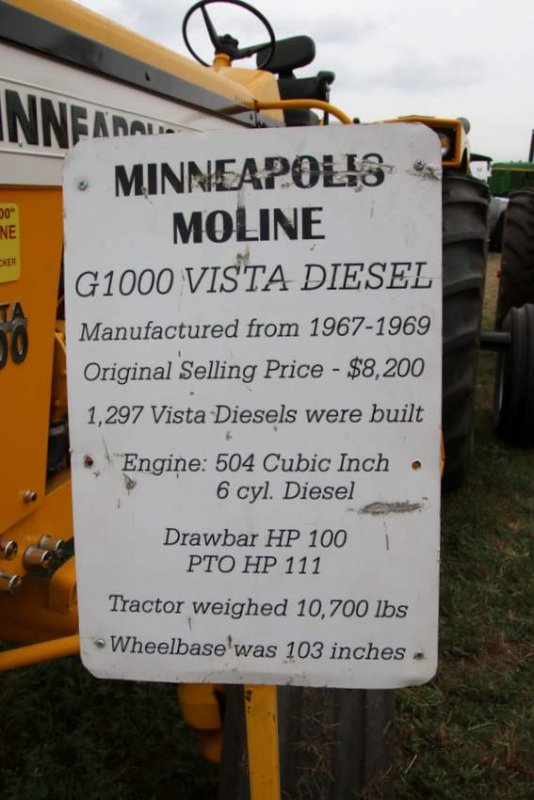 MINNEAPOLIS
MINNEAPOLIS
MOLINE
G1000 VISTA DIESEL
Manufactured from 1967-1969
Original Selling Price - $8,200
1,297 Vista Diesels were built
Engine: 504 Cubic Inch
6 cyl. Diesel
Drawbar HP 100
PTO HP 111
Tractor weighed 10,700 lbs
Wheelbase was 103 inches